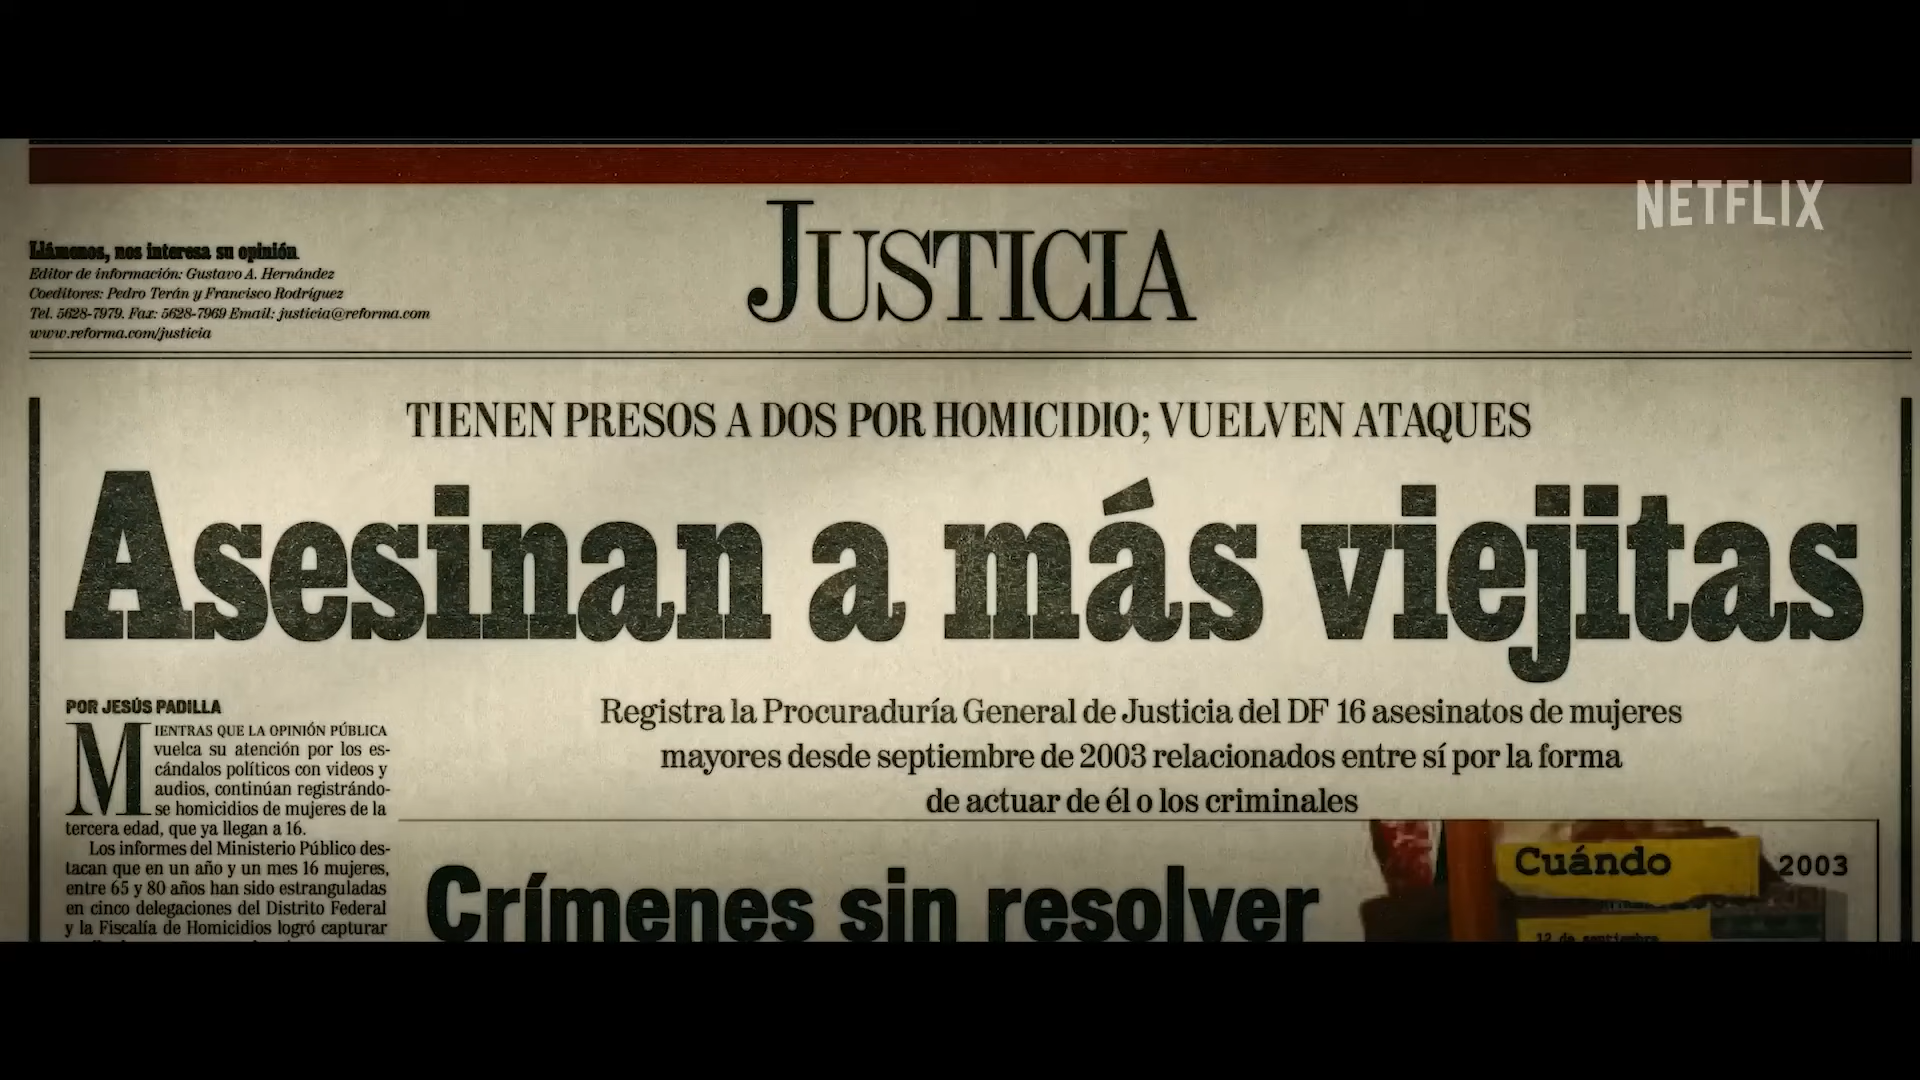 NETFLIX
JUSTICIA
Llámenos, nos interesa su opinión
Editor de información: Gustavo A. Hernández
Coeditores: Pedro Terán y Francisco Rodríguez
Tel. 5628-7979. Fax: 5628-7969 Email: justicia@reforma.com
www.reforma.com/justicia
TIENEN PRESOS A DOS POR HOMICIDIO; VUELVEN ATAQUES
Asesinan a más viejitas
Registra la Procuraduría General de Justicia del DF 16 asesinatos de mujeres
mayores desde septiembre de 2003 relacionados entre sí por la forma
de actuar de él o los criminales
POR JESÚS PADILLA
MIENTRAS QUE LA OPINIÓN PÚBLICA
vuelca su atención por los es-
cándalos políticos con videos y
audios, continúan registrándo-
se homicidios de mujeres de la
tercera edad, que ya llegan a 16.
Los informes del Ministerio Público des-
tacan que en un año y un mes 16 mujeres,
entre 65 y 80 años han sido estranguladas
en cinco delegaciones del Distrito Federal
y la Fiscalía de Homicidios logró capturar
Crímenes sin resolver
Cuándo
2003
12 de septiembre